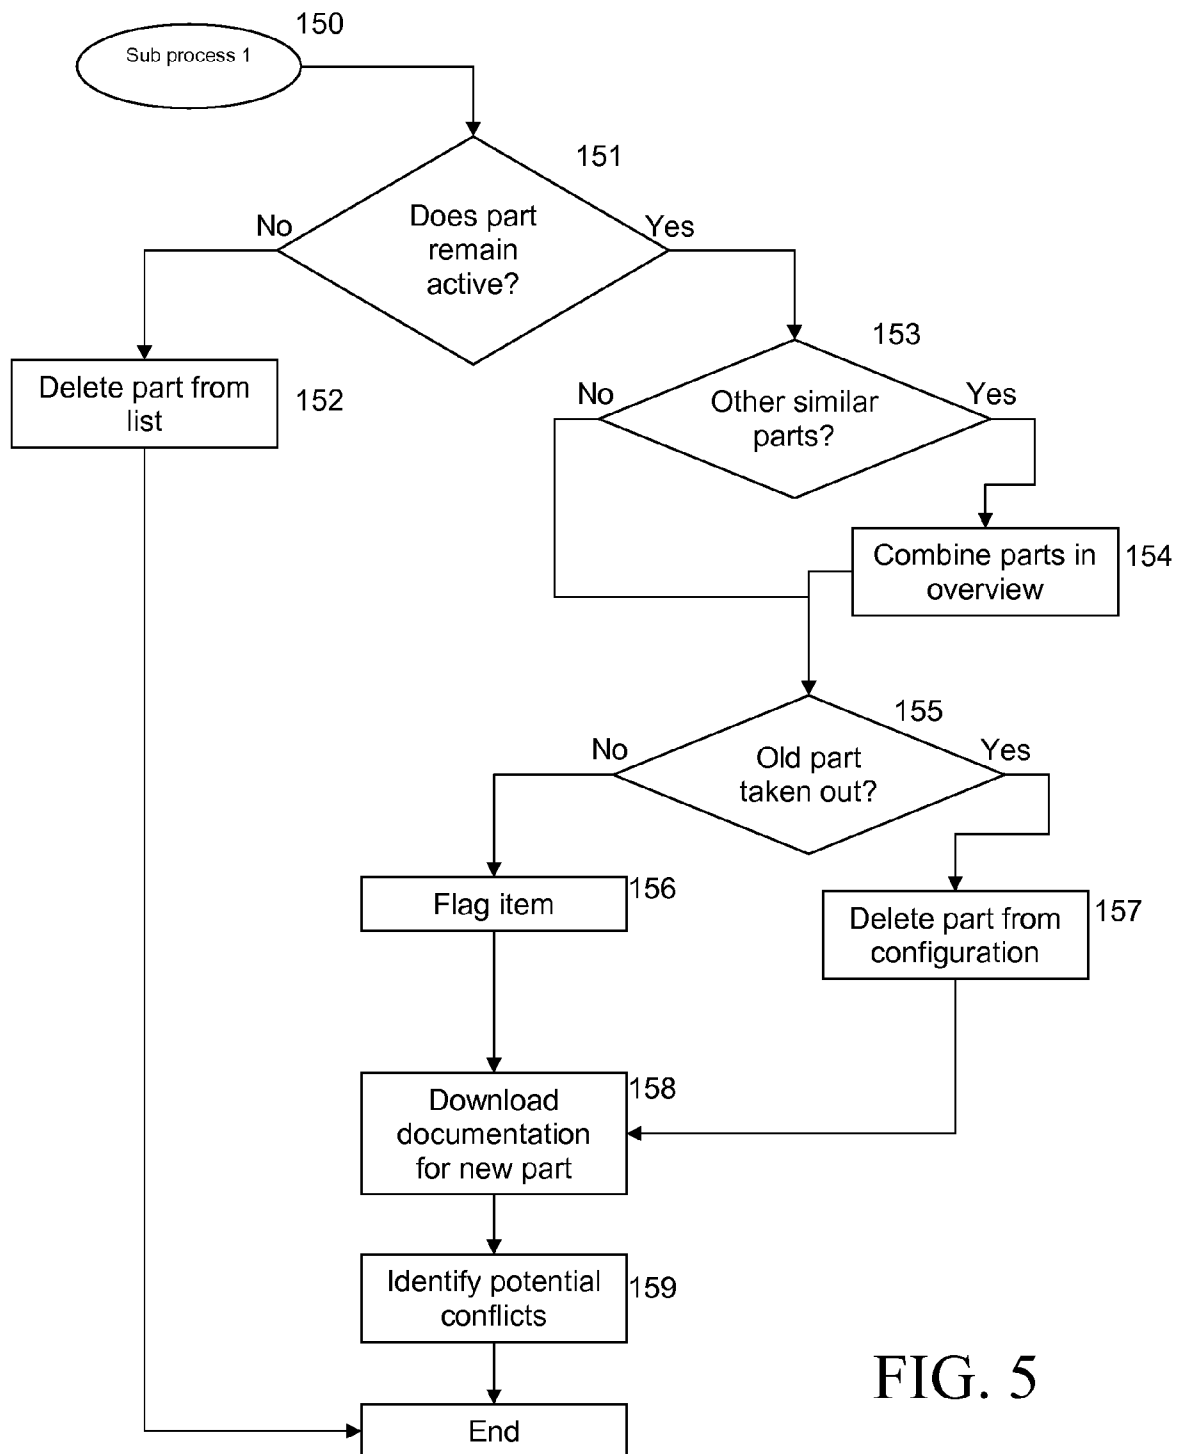 150
Sub process 1
151
Does part
remain
active?
No
Yes
Delete part from
list
152
153
Other similar
parts?
No
Yes
Combine parts in
overview
154
155
Old part
taken out?
No
Yes
Flag item
156
Delete part from
configuration
157
Download
documentation
for new part
158
Identify potential
conflicts
159
End
FIG. 5